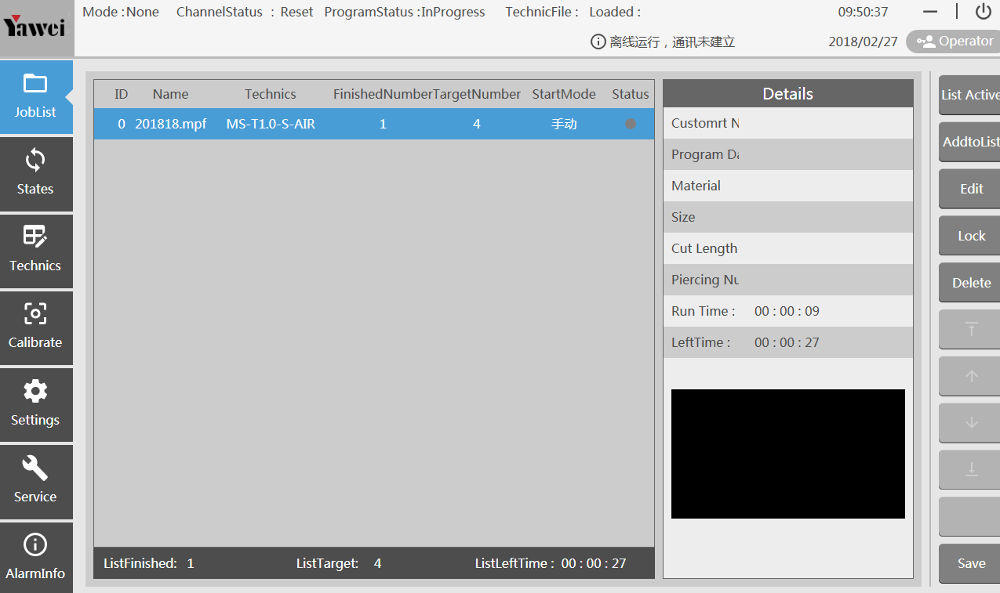 Yawei
Mode :None ChannelStatus : Reset ProgramStatus :InProgress TechnicFile : Loaded : 09:50:37
离线运行，通讯未建立 2018/02/27 Operator
JobList
States
Technics
Calibrate
Settings
Service
AlarmInfo
ID Name Technics FinishedNumberTargetNumber StartMode Status
0 201818.mpf MS-T1.0-S-AIR 1 4 手动
ListFinished: 1 ListTarget: 4 ListLeftTime : 00 : 00 : 27
Details
Customrt N
Program Da
Material
Size
Cut Length
Piercing Nu
Run Time : 00 : 00 : 09
LeftTime : 00 : 00 : 27
List Active
AddtoList
Edit
Lock
Delete
Save